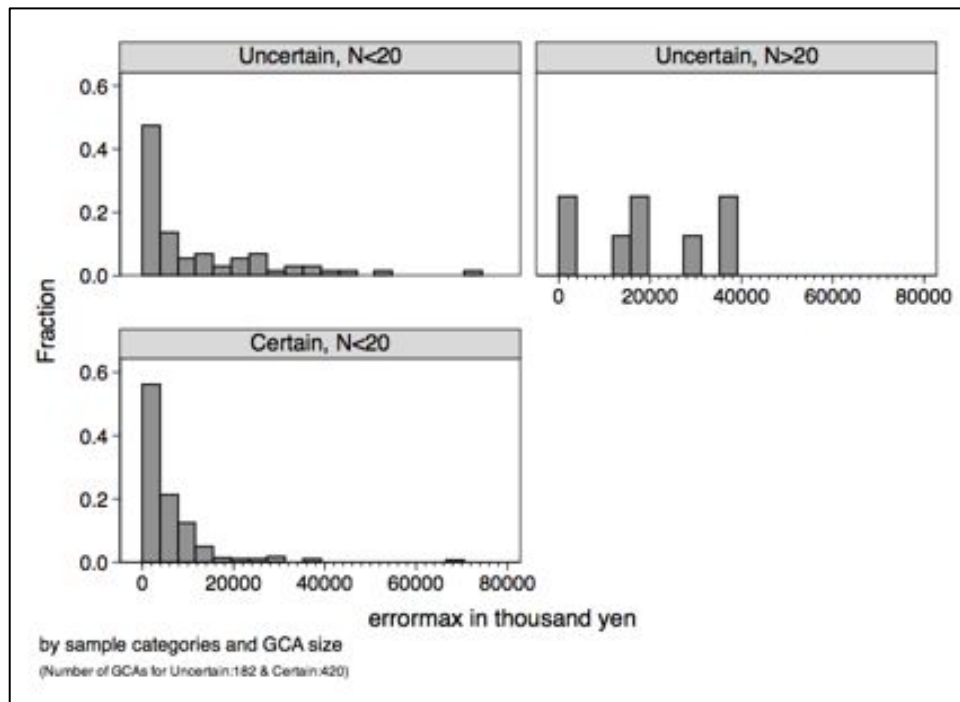 Uncertain, N<20
Uncertain, N>20
0.6
0.4
0.2
0.0
0 20000 40000 60000 80000
Fraction
Certain, N<20
0.6
0.4
0.2
0.0
0 20000 40000 60000 80000
errormax in thousand yen
by sample categories and GCA size
(Number of GCAs for Uncertain:182 & Certain:420)